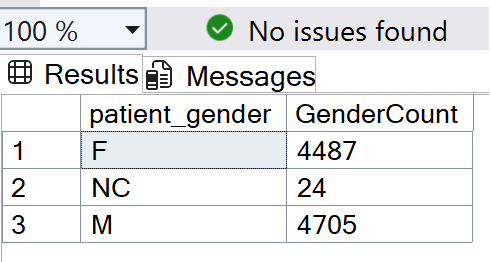 100 % No issues found
Results Messages
patient_gender GenderCount
1 F 4487
2 NC 24
3 M 4705